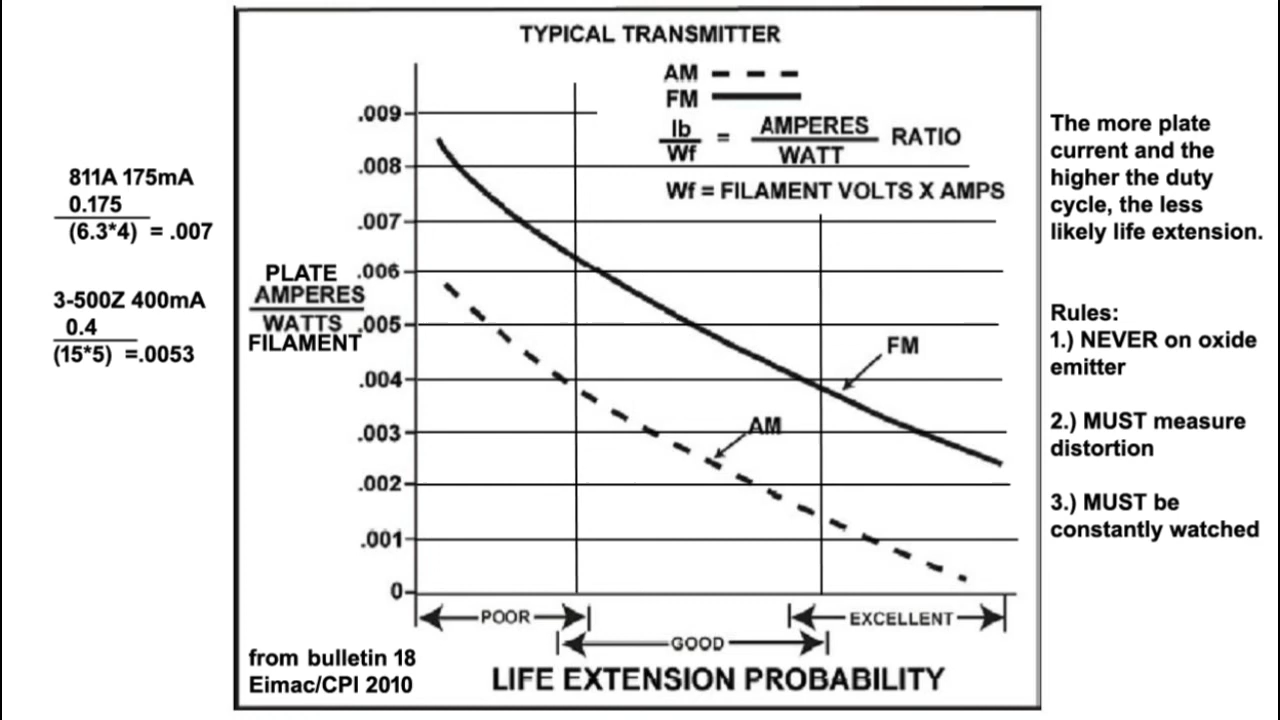 TYPICAL TRANSMITTER
AM
FM
Ib
Wf
=
AMPERES
WATT
RATIO
Wf = FILAMENT VOLTS X AMPS
811A 175mA
0.175
(6.3*4) = .007
3-500Z 400mA
0.4
(15*5) =.0053
PLATE
AMPERES
WATTS
FILAMENT
.009
.008
.007
.006
.005
.004
.003
.002
.001
0
FM
AM
POOR
GOOD
EXCELLENT
LIFE EXTENSION PROBABILITY
from bulletin 18
Eimac/CPI 2010
The more plate
current and the
higher the duty
cycle, the less
likely life extension.
Rules:
1.) NEVER on oxide
emitter
2.) MUST measure
distortion
3.) MUST be
constantly watched